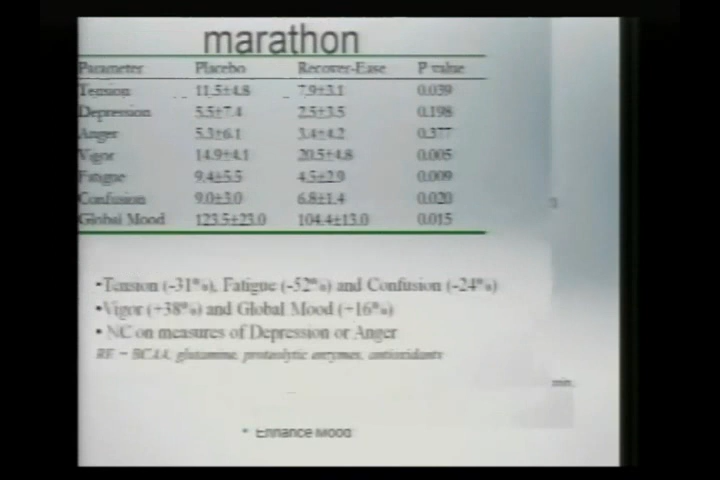 marathon
Parameter Placebo Recover-Ease P value
Tension 11.5±4.8 7.9±3.1 0.039
Depression 5.5±7.4 2.5±3.5 0.198
Anger 5.3±6.1 3.4±4.2 0.377
Vigor 14.9±4.1 20.5±4.8 0.005
Fatigue 9.4±5.5 4.5±2.9 0.009
Confusion 9.0±3.0 6.8±1.4 0.020
Global Mood 123.5±23.0 104.4±13.0 0.015
•Tension (-31%), Fatigue (-52%) and Confusion (-24%)
•Vigor (+38%) and Global Mood (+16%)
• NC on measures of Depression or Anger
RE = BCAA, glutamine, proteolytic enzymes, antioxidants
min
• Enhance Mood